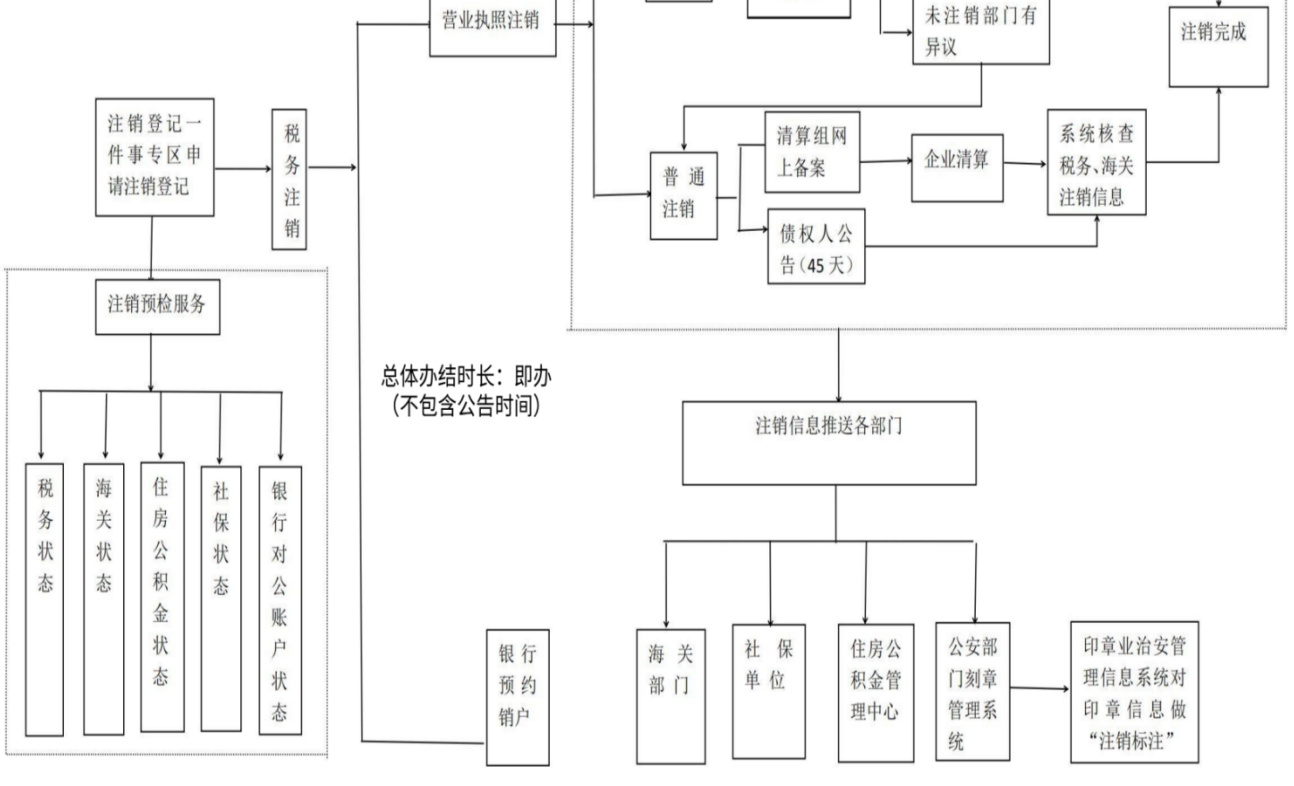 营业执照注销
未注销部门有
异议
注销完成
注销登记一
件事专区申
请注销登记
税
务
注
销
普通
注销
清算组网
上备案
企业清算
系统核查
税务、海关
注销信息
债权人公
告（45天）
注销预检服务
总体办结时长：即办
（不包含公告时间）
注销信息推送各部门
税
务
状
态
海
关
状
态
住
房
公
积
金
状
态
社
保
状
态
银
行
对
公
账
户
状
态
银行
预约
销户
海关
部门
社保
单位
住房公
积金管
理中心
公安部
门刻章
管理系
统
印章业治安管
理信息系统对
印章信息做
“注销标注”